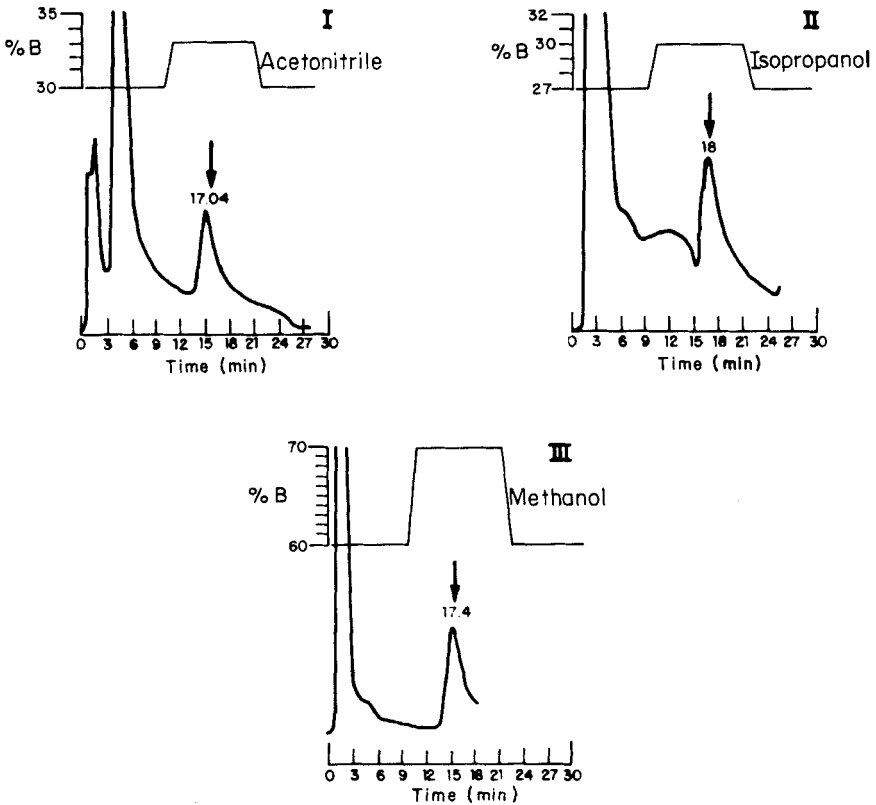 I
35
%B
30
Acetonitrile
17.04
0 3 6 9 12 15 18 21 24 27 30
Time (min)
II
32
%B
30
27
Isopropanol
18
0 3 6 9 12 15 18 21 24 27 30
Time (min)
III
70
%B
60
Methanol
17.4
0 3 6 9 12 15 18 21 24 27 30
Time (min)